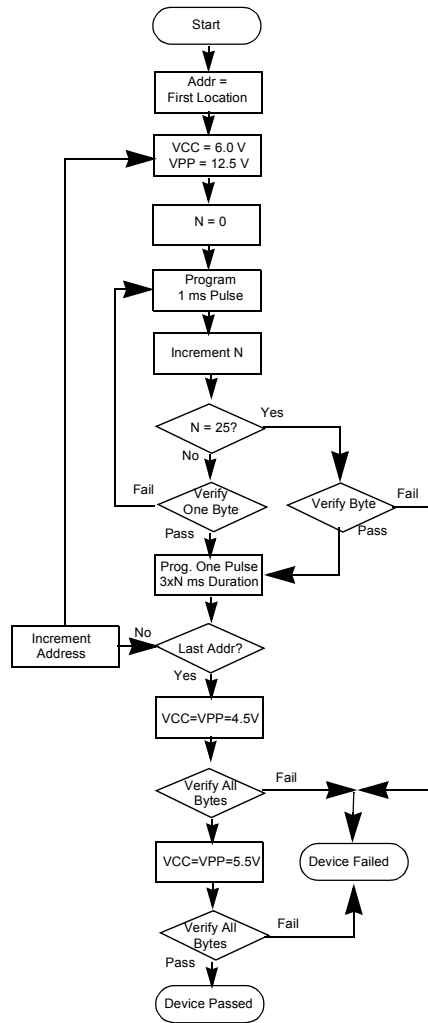 Start
Addr =
First Location
VCC = 6.0 V
VPP = 12.5 V
N = 0
Program
1 ms Pulse
Increment N
N = 25?
Yes
No
Fail
Verify
One Byte
Pass
Verify Byte
Fail
Pass
Prog. One Pulse
3xN ms Duration
Increment
Address
No
Last Addr?
Yes
VCC=VPP=4.5V
Verify All
Bytes
Fail
VCC=VPP=5.5V
Device Failed
Verify All
Bytes
Fail
Pass
Device Passed